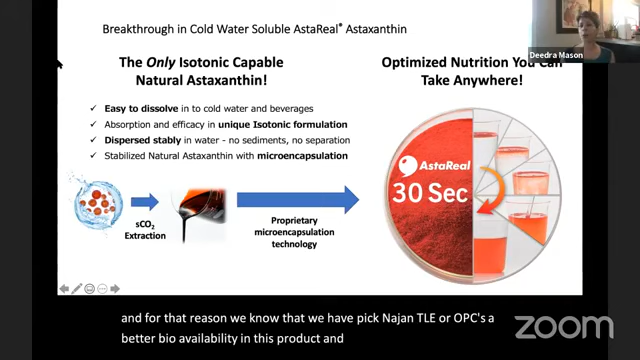 Breakthrough in Cold Water Soluble AstaReal® Astaxanthin
Deedra Mason
The Only Isotonic Capable
Natural Astaxanthin!
Optimized Nutrition You Can
Take Anywhere!
✓ Easy to dissolve in to cold water and beverages
✓ Absorption and efficacy in unique Isotonic formulation
✓ Dispersed stably in water - no sediments, no separation
✓ Stabilized Natural Astaxanthin with microencapsulation
sCO₂
Extraction
Proprietary
microencapsulation
technology
AstaReal
30 Sec
and for that reason we know that we have pick Najan TLE or OPC's a
better bio availability in this product and
zoom